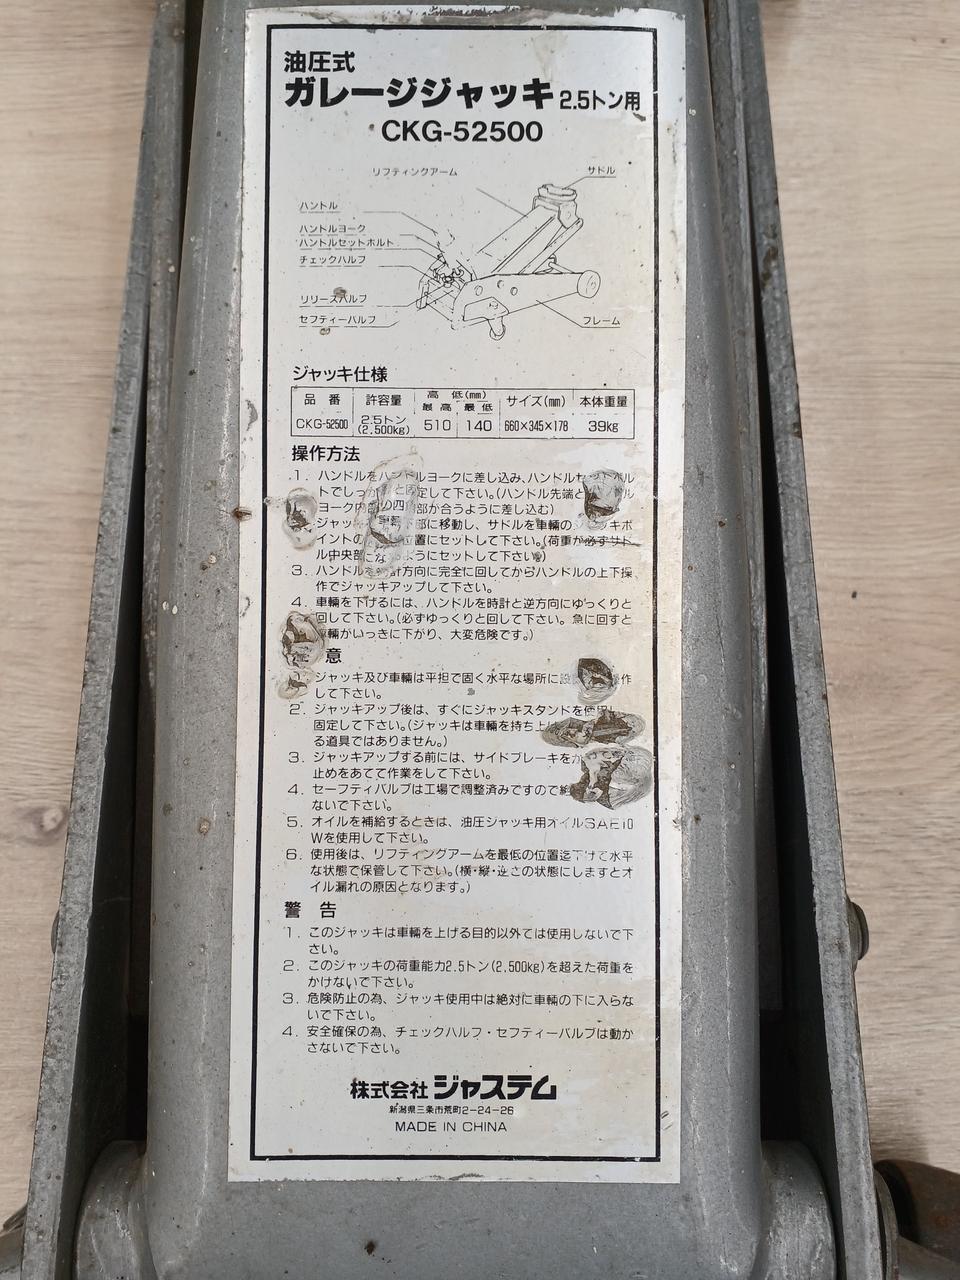 油圧式
ガレージジャッキ 2.5トン用
CKG-52500
リフティングアーム
サドル
ハンドル
ハンドルヨーク
ハンドルセットボルト
チェックバルブ
リリースバルブ
セフティーバルブ
フレーム
ジャッキ仕様
品番 許容量 高低(mm) サイズ(mm) 本体重量
最高 最低
CKG-52500 2.5トン (2,500kg) 510 140 660×345×178 39kg
操作方法
1. ハンドルをハンドルヨークに差し込み、ハンドルセットボル
トでしっかりと固定して下さい。(ハンドル先端と
ヨーク内 の四 部が合うように差し込む)
ジャッ 車輛下部に移動し、サドルを車輛のジャッキポ
イントの 位置にセットして下さい。(荷重が必ずサド
ル中央部になるようにセットして下さい。)
3. ハンドルを時計方向に完全に回してからハンドルの上下操
作でジャッキアップして下さい。
4. 車輛を下げるには、ハンドルを時計と逆方向にゆっくりと
回して下さい。(必ずゆっくりと回して下さい。急に回すと
車輛がいっきに下がり、大変危険です。)
意
ジャッキ及び車輛は平担で固く水平な場所に設 操作
して下さい。
2. ジャッキアップ後は、すぐにジャッキスタンドを使用し
固定して下さい。(ジャッキは車輛を持ち上げ
る道具ではありません。)
3. ジャッキアップする前には、サイドブレーキをか
止めをあてて作業をして下さい。
4. セーフティバルブは工場で調整済みですので絶
ないで下さい。
5. オイルを補給するときは、油圧ジャッキ用オイルSAE10
Wを使用して下さい。
6. 使用後は、リフティングアームを最低の位置迄下げて水平
な状態で保管して下さい。(横・縦・逆この状態にしますとオ
イル漏れの原因となります。)
警告
1. このジャッキは車輛を上げる目的以外では使用しないで下
さい。
2. このジャッキの荷重能力2.5トン(2,500kg)を超えた荷重を
かけないで下さい。
3. 危険防止の為、ジャッキ使用中は絶対に車輛の下に入らな
いで下さい。
4. 安全確保の為、チェックバルブ・セフティーバルブは動か
さないで下さい。
株式会社 ジャステム
新潟県三条市荒町2-24-26
MADE IN CHINA